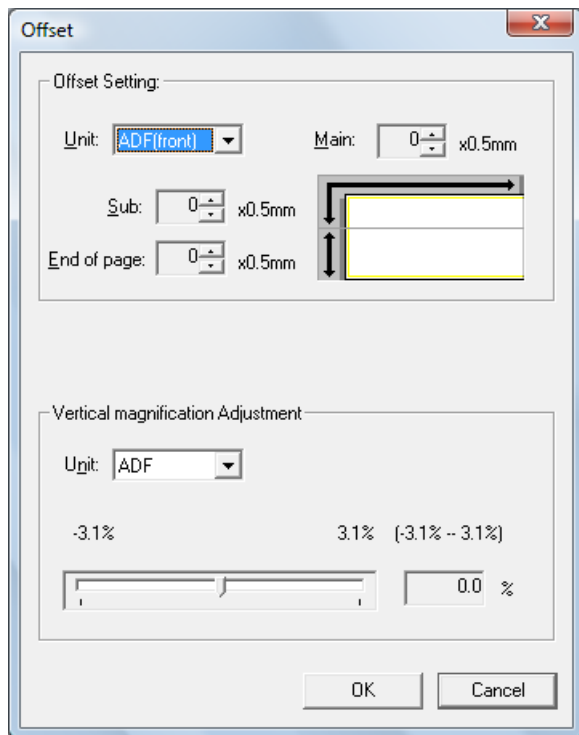 Offset
Offset Setting:
Unit: ADF(front) Main: 0 x0.5mm
Sub: 0 x0.5mm
End of page: 0 x0.5mm
Vertical magnification Adjustment
Unit: ADF
-3.1% 3.1% (-3.1% -- 3.1%)
0.0 %
OK Cancel